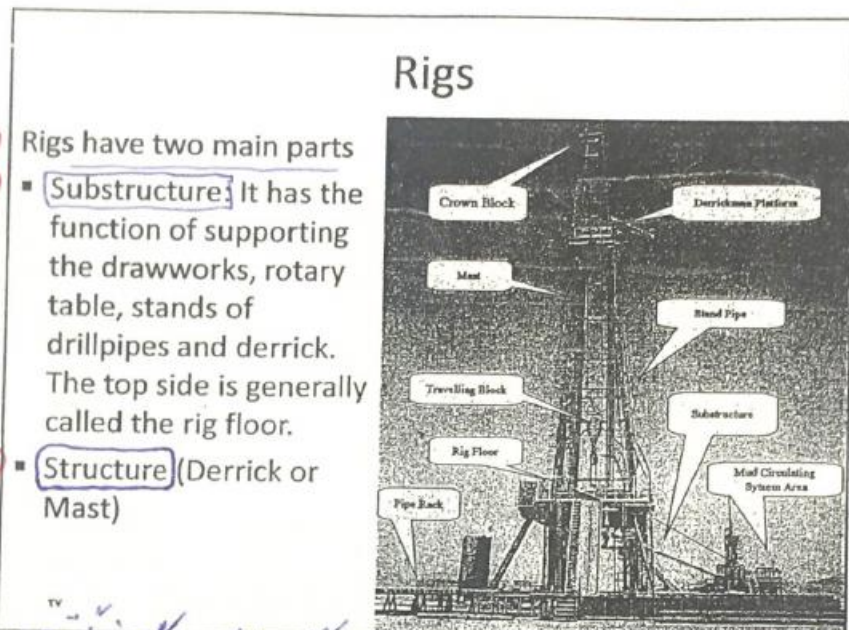 Rigs
Rigs have two main parts
▪ Substructure: It has the
function of supporting
the drawworks, rotary
table, stands of
drillpipes and derrick.
The top side is generally
called the rig floor.
▪ Structure (Derrick or
Mast)
Crown Block
Derrickmans Platform
Mast
Stand Pipe
Travelling Block
Substructure
Rig Floor
Mud Circulating
System Area
Pipe Rack
TV